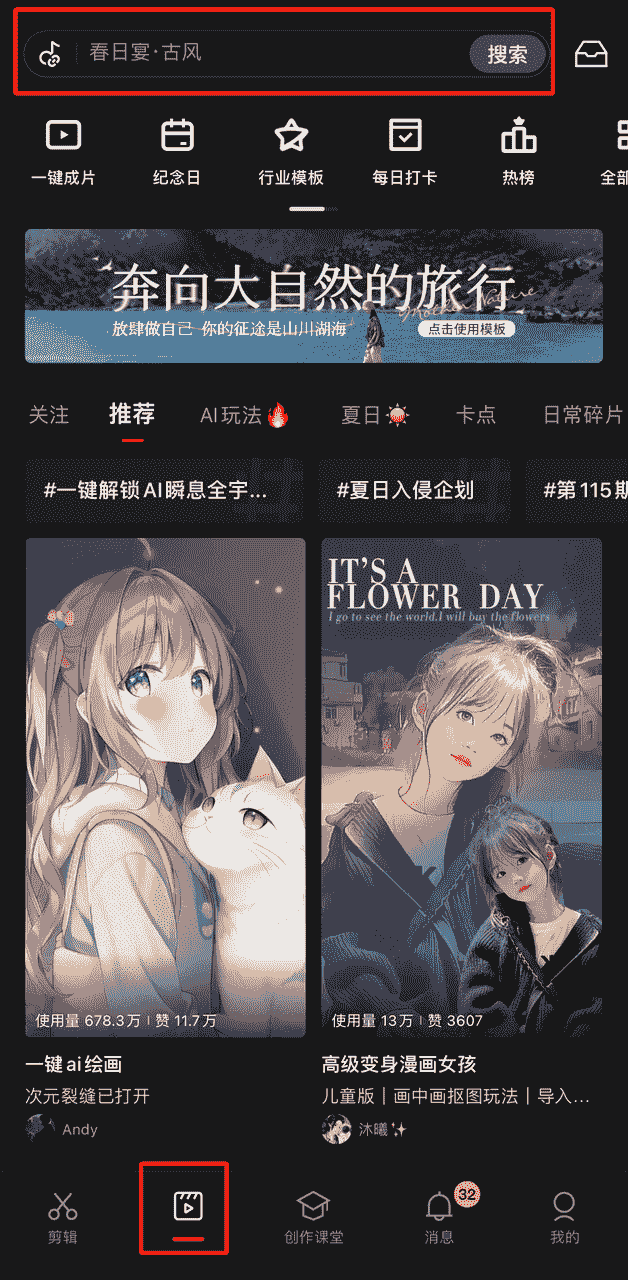 春日宴·古风
搜索
一键成片
纪念日
行业模板
每日打卡
热榜
全部
奔向大自然的旅行
Mother Nature
放肆做自己 你的征途是山川湖海
点击使用模板
关注
推荐
AI玩法🔥
夏日☀
卡点
日常碎片
#一键解锁AI瞬息全宇...
#夏日入侵企划
#第115期
IT'S A
FLOWER DAY
I go to see the world.I will buy the flowers
使用量 678.3万 | 赞 11.7万
使用量 13万 | 赞 3607
一键ai绘画
高级变身漫画女孩
次元裂缝已打开
儿童版｜画中画抠图玩法｜导入...
Andy
沐曦✨
32
剪辑
创作课堂
消息
我的